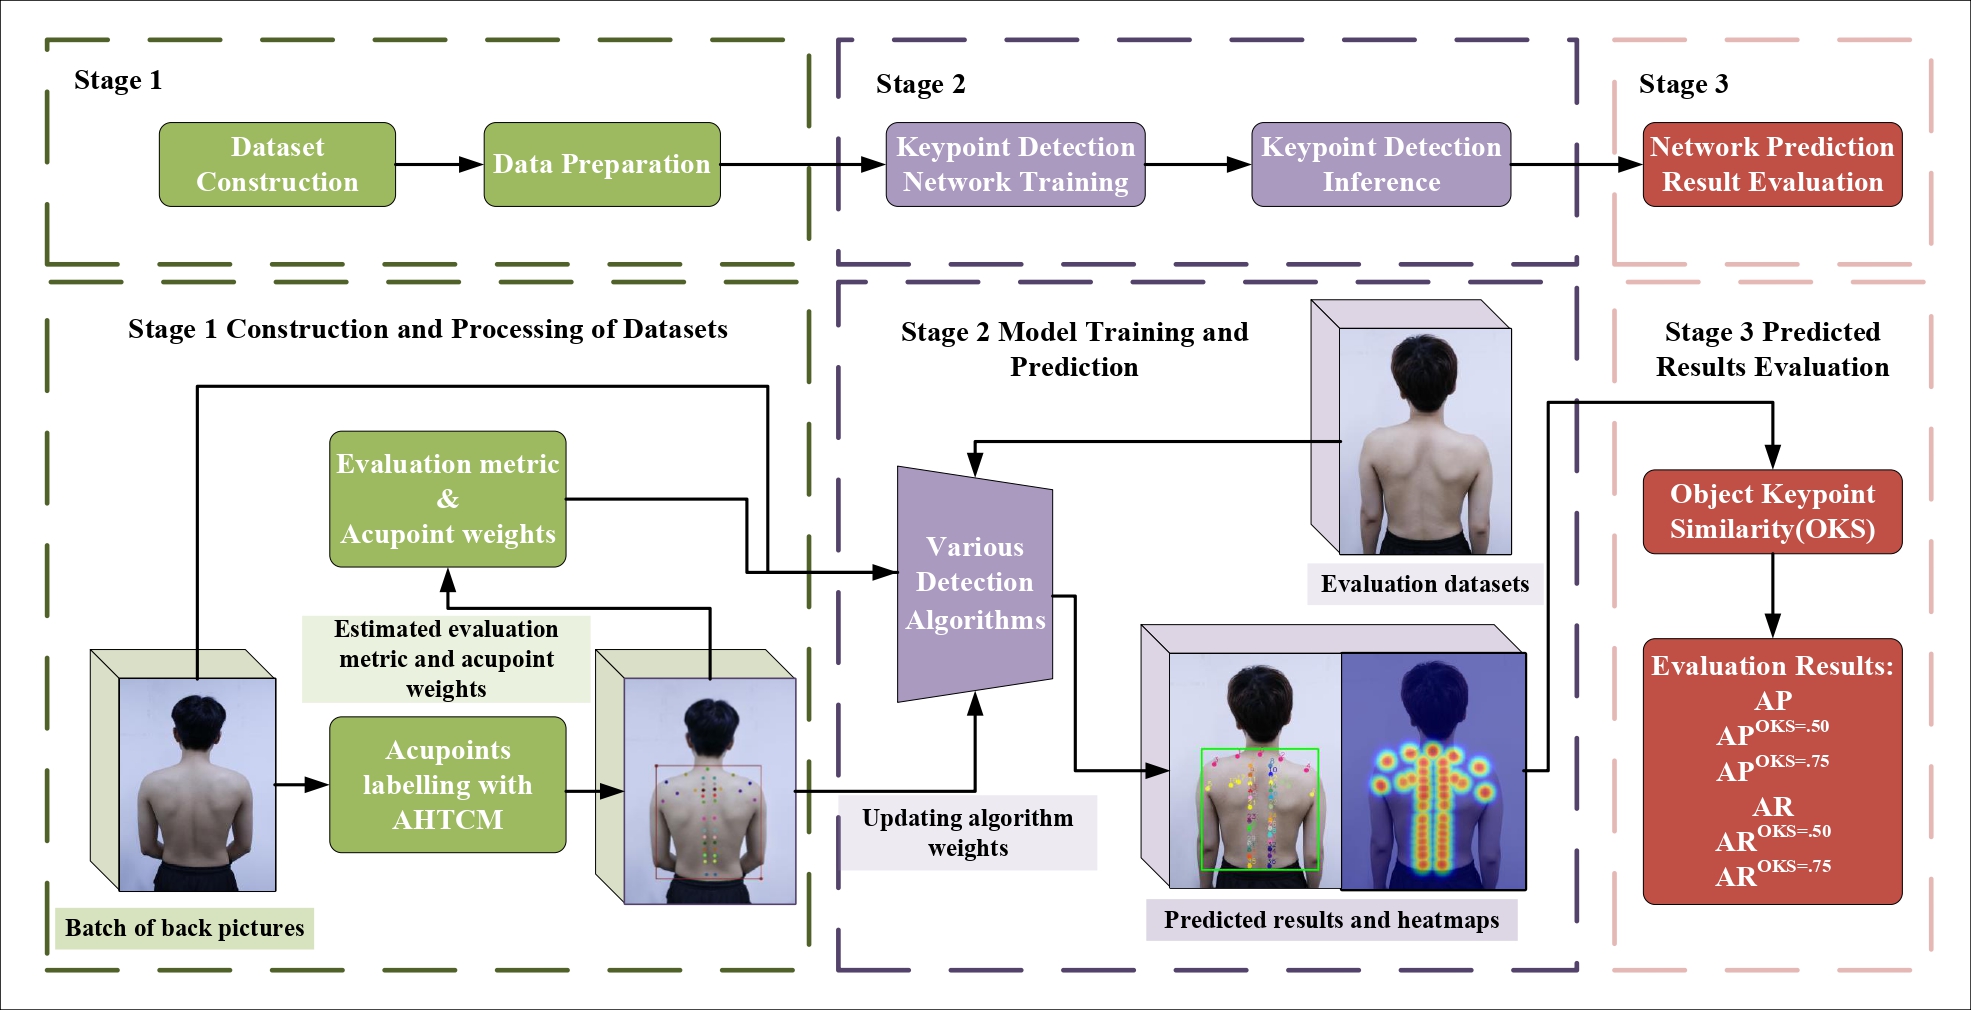 Stage 1
Dataset
Construction
Data Preparation
Stage 2
Keypoint Detection
Network Training
Keypoint Detection
Inference
Stage 3
Network Prediction
Result Evaluation
Stage 1 Construction and Processing of Datasets
Evaluation metric
&
Acupoint weights
Estimated evaluation
metric and acupoint
weights
Acupoints
labelling with
AHTCM
Batch of back pictures
Stage 2 Model Training and
Prediction
Various
Detection
Algorithms
Evaluation datasets
Updating algorithm
weights
Predicted results and heatmaps
Stage 3 Predicted
Results Evaluation
Object Keypoint
Similarity(OKS)
Evaluation Results:
AP
AP^OKS=.50
AP^OKS=.75
AR
AR^OKS=.50
AR^OKS=.75